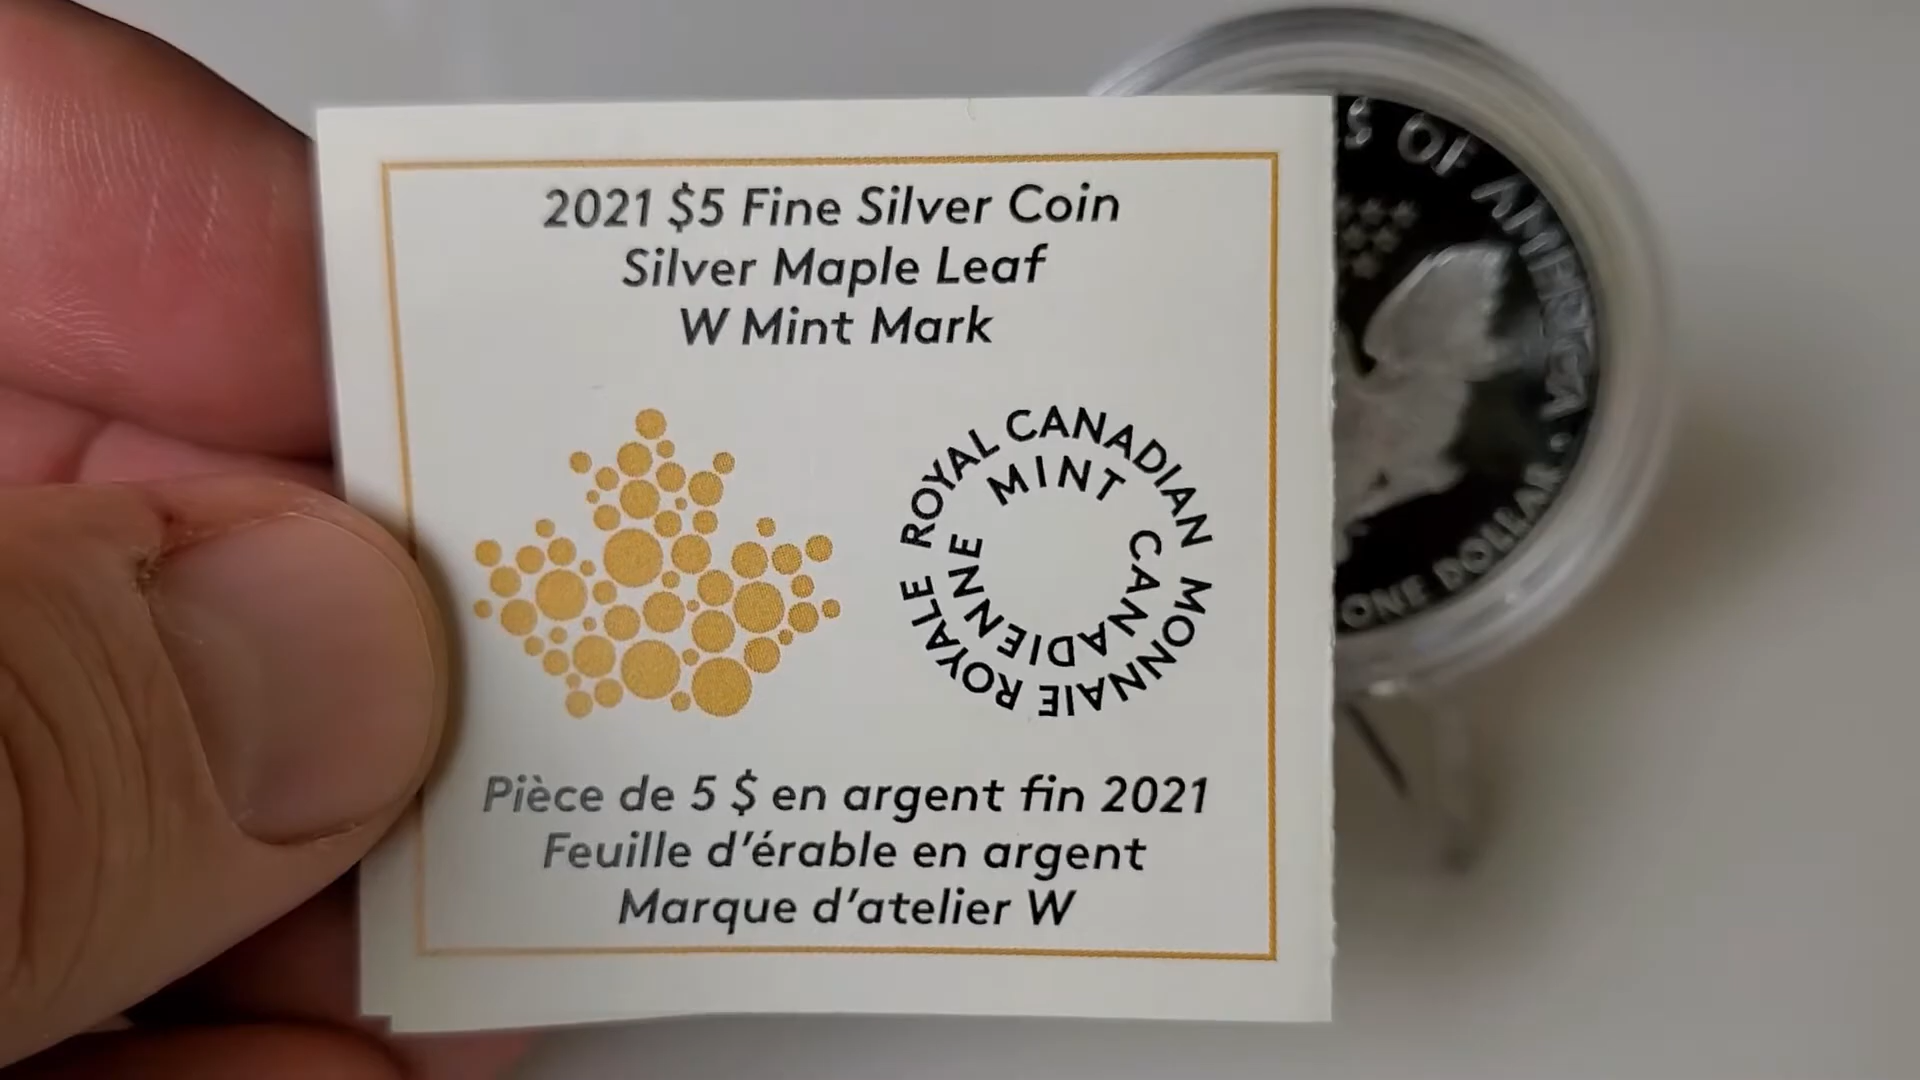 2021 $5 Fine Silver Coin
Silver Maple Leaf
W Mint Mark
ROYAL CANADIAN MINT
MONNAIE ROYALE CANADIENNE
Pièce de 5 $ en argent fin 2021
Feuille d'érable en argent
Marque d'atelier W
S OF AMERICA
ONE DOLLAR